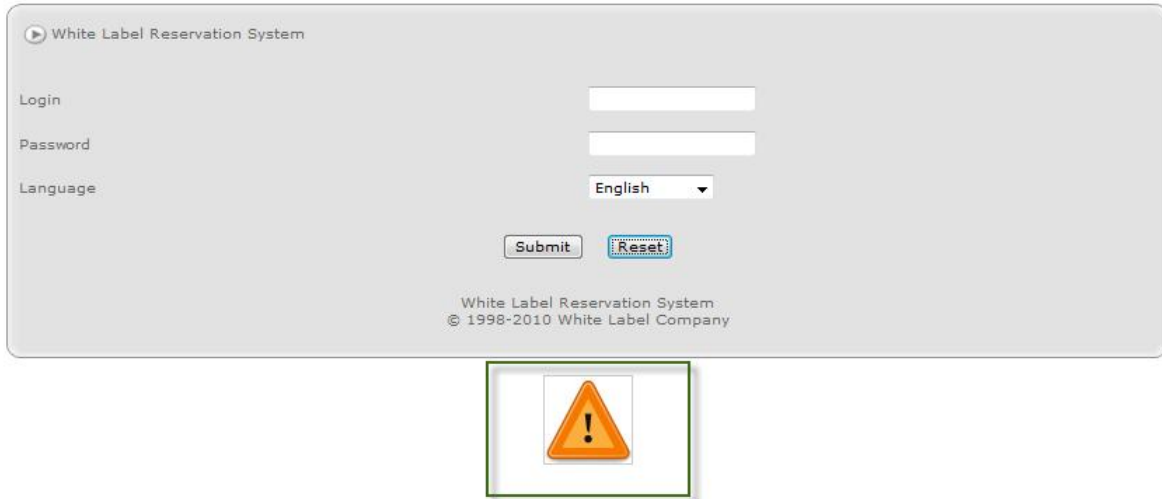 White Label Reservation System
Login
Password
Language English
Submit Reset
White Label Reservation System
© 1998-2010 White Label Company
!